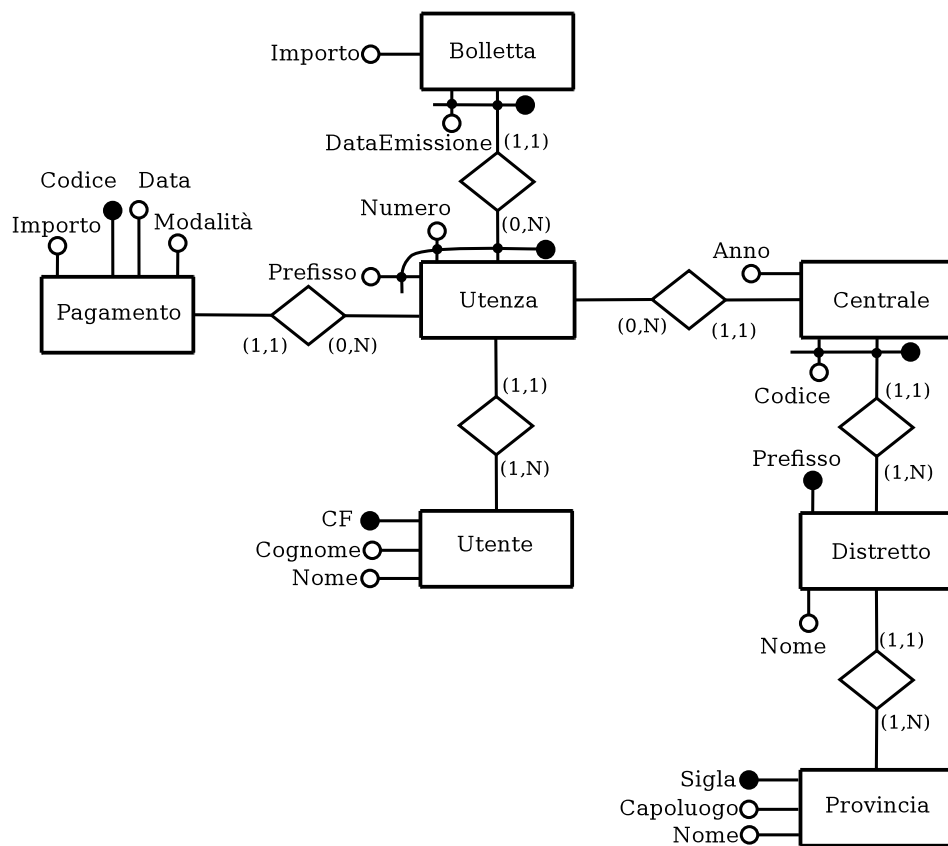 Importo
Bolletta
DataEmissione
(1,1)
Codice
Data
Importo
Modalità
Numero
(0,N)
Prefisso
Anno
Pagamento
Utenza
Centrale
(1,1)
(0,N)
(0,N)
(1,1)
(1,1)
Codice
(1,1)
(1,N)
Prefisso
(1,N)
CF
Cognome
Nome
Utente
Distretto
Nome
(1,1)
(1,N)
Sigla
Capoluogo
Nome
Provincia